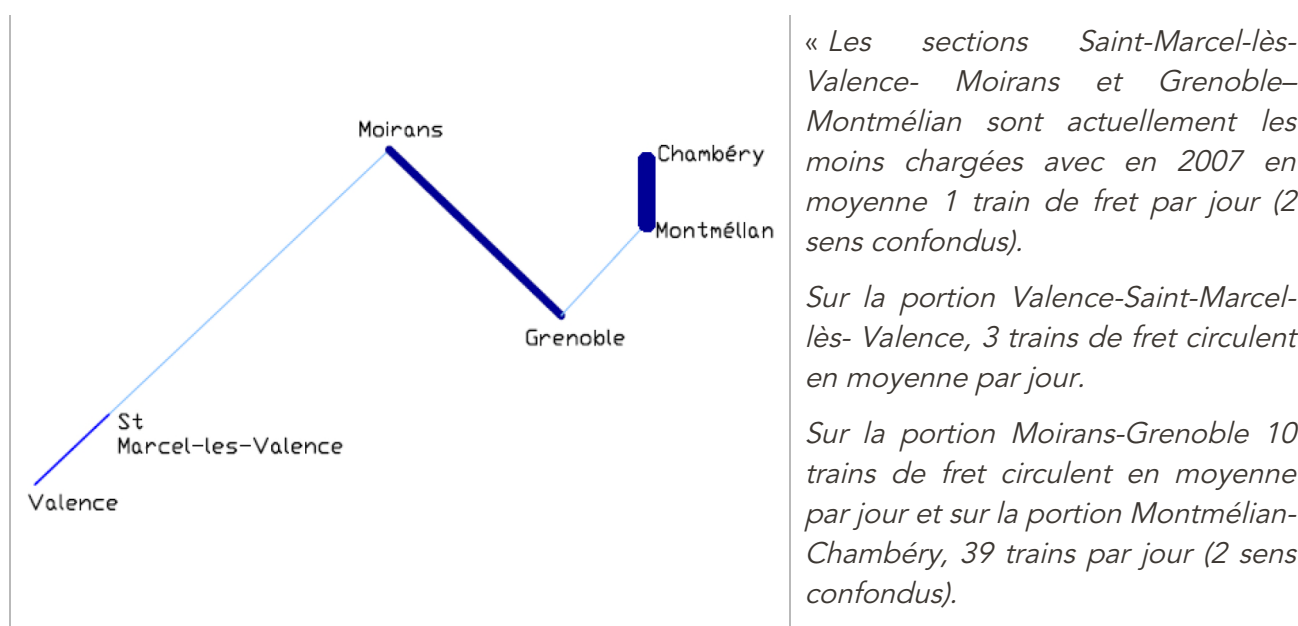 Moirans
Chambéry
Montmélian
Grenoble
St
Marcel-les-Valence
Valence
« Les sections Saint-Marcel-lès-
Valence- Moirans et Grenoble–
Montmélian sont actuellement les
moins chargées avec en 2007 en
moyenne 1 train de fret par jour (2
sens confondus).
Sur la portion Valence-Saint-Marcel-
lès- Valence, 3 trains de fret circulent
en moyenne par jour.
Sur la portion Moirans-Grenoble 10
trains de fret circulent en moyenne
par jour et sur la portion Montmélian-
Chambéry, 39 trains par jour (2 sens
confondus).